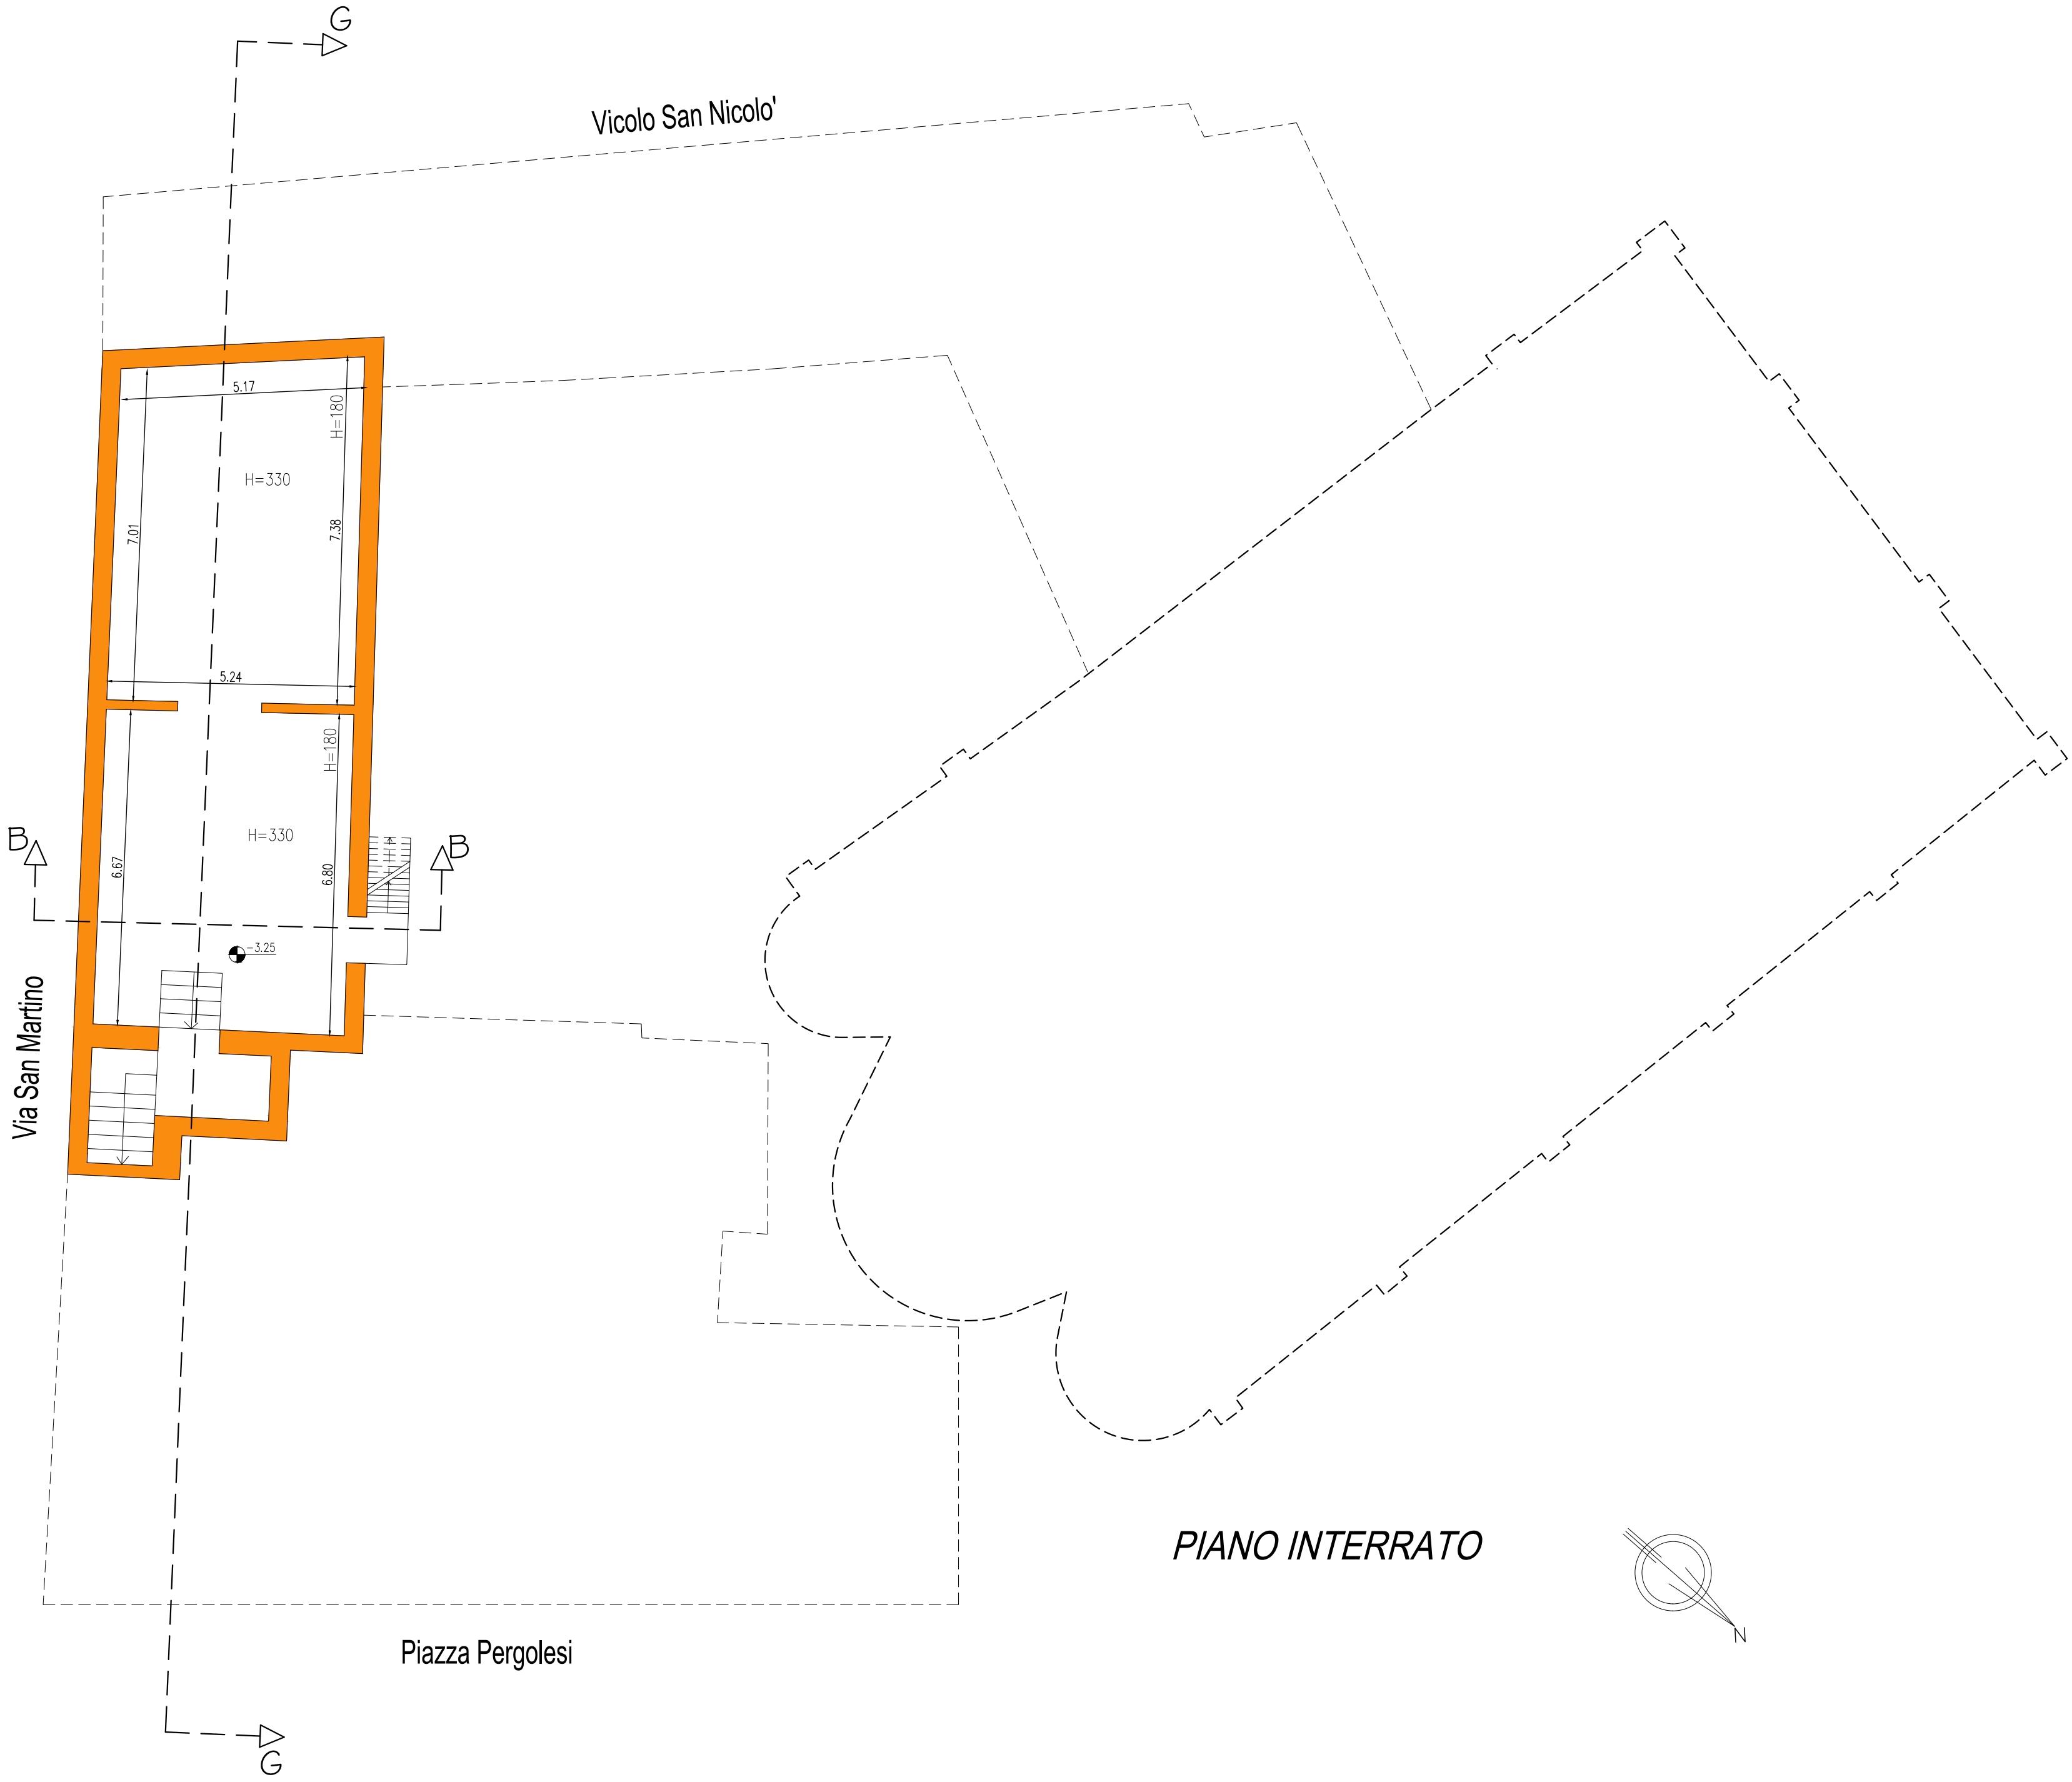 G
Vicolo San Nicolo'
5.17
H=180
H=330
7.01
7.38
5.24
H=180
H=330
B
B
6.67
6.80
-3.25
Via San Martino
PIANO INTERRATO
N
Piazza Pergolesi
G